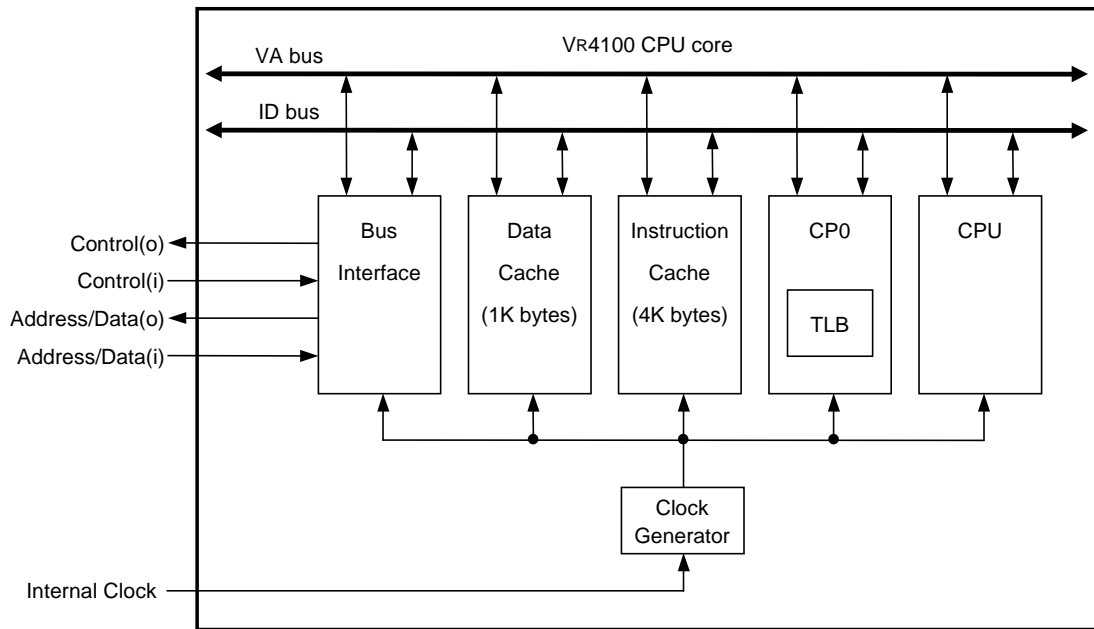 VR4100 CPU core
VA bus
ID bus
Control(o)
Control(i)
Address/Data(o)
Address/Data(i)
Bus
Interface
Data
Cache
(1K bytes)
Instruction
Cache
(4K bytes)
CP0
TLB
CPU
Clock
Generator
Internal Clock